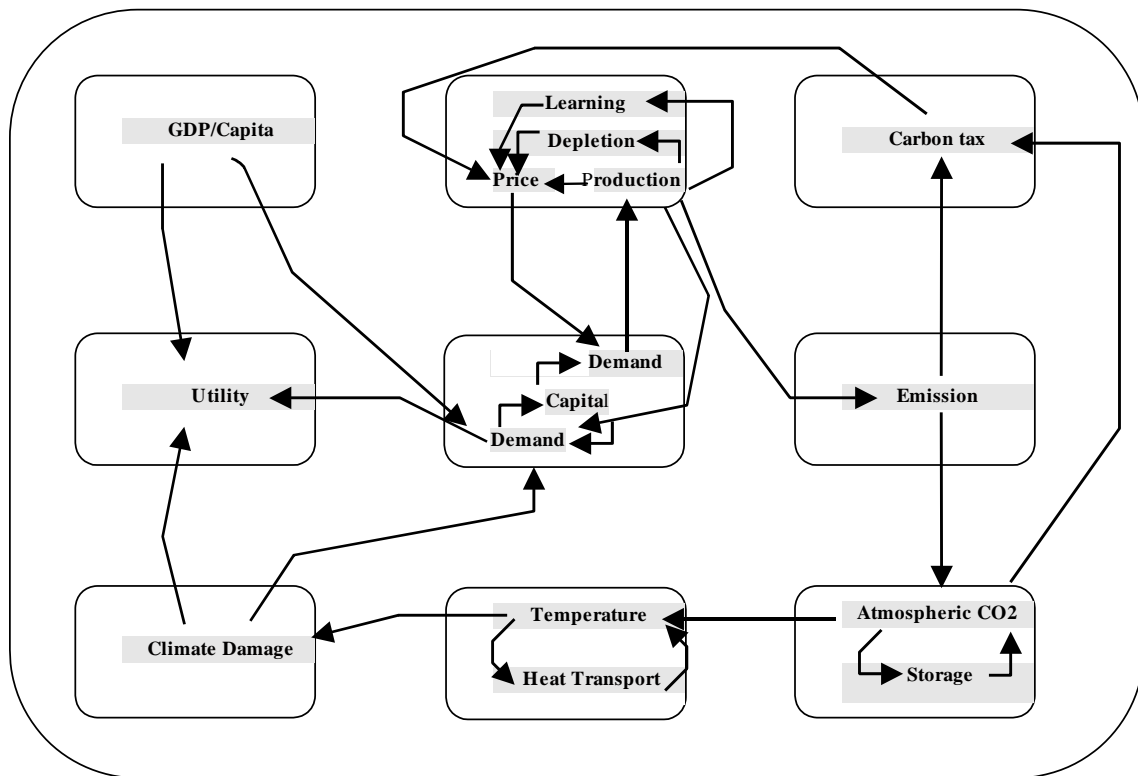 GDP/Capita
Learning
Depletion
Price
Production
Carbon tax
Utility
Demand
Capital
Demand
Emission
Climate Damage
Temperature
Heat Transport
Atmospheric CO2
Storage